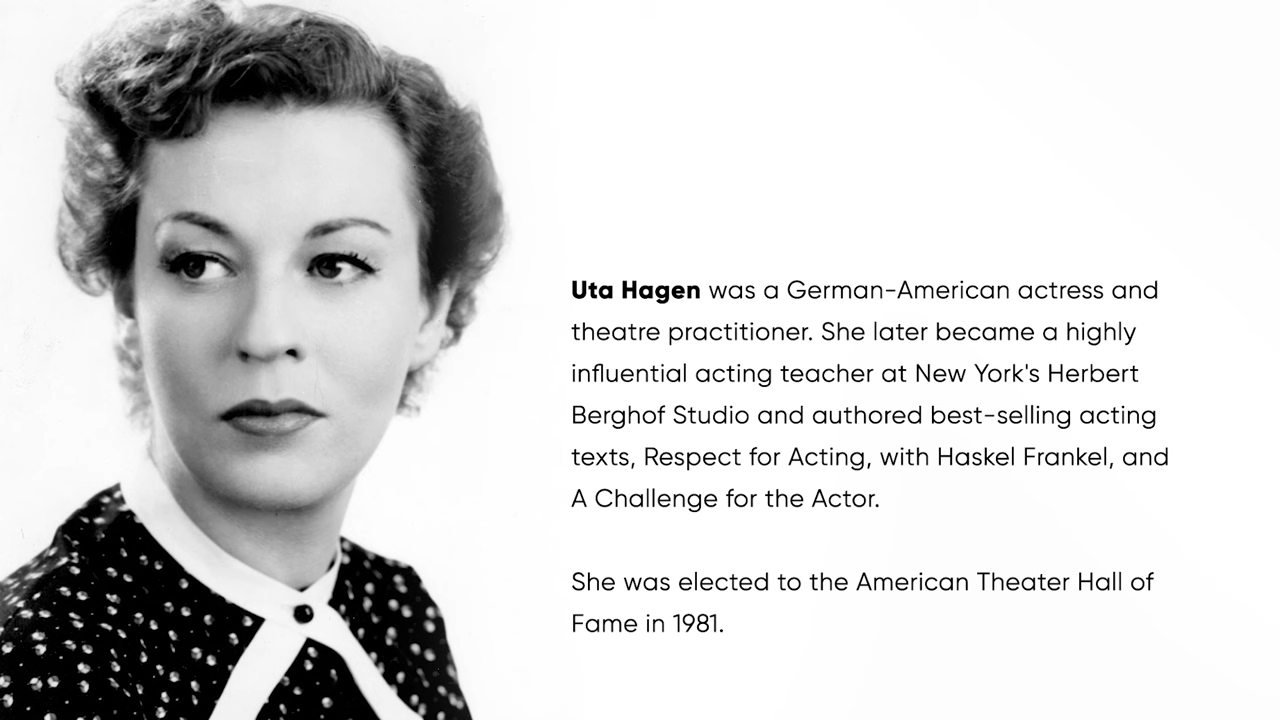 Uta Hagen was a German-American actress and
theatre practitioner. She later became a highly
influential acting teacher at New York's Herbert
Berghof Studio and authored best-selling acting
texts, Respect for Acting, with Haskel Frankel, and
A Challenge for the Actor.
She was elected to the American Theater Hall of
Fame in 1981.